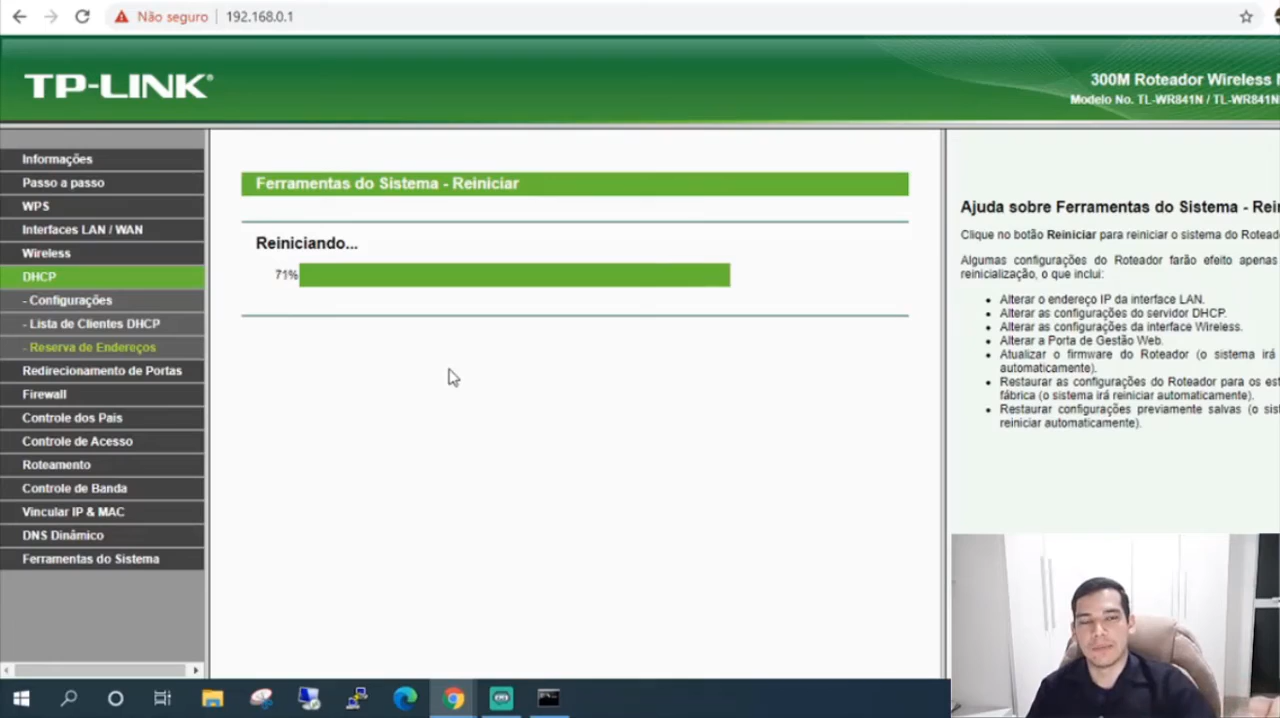 Não seguro
192.168.0.1
TP-LINK®
300M Roteador Wireless
Modelo No. TL-WR841N / TL-WR841N
Informações
Passo a passo
WPS
Interfaces LAN / WAN
Wireless
DHCP
- Configurações
- Lista de Clientes DHCP
- Reserva de Endereços
Redirecionamento de Portas
Firewall
Controle dos Pais
Controle de Acesso
Roteamento
Controle de Banda
Vincular IP & MAC
DNS Dinâmico
Ferramentas do Sistema
Ferramentas do Sistema - Reiniciar
Reiniciando...
71%
Ajuda sobre Ferramentas do Sistema - Rei
Clique no botão Reiniciar para reiniciar o sistema do Rotead
Algumas configurações do Roteador farão efeito apenas
reinicialização, o que inclui:
• Alterar o endereço IP da interface LAN.
• Alterar as configurações do servidor DHCP.
• Alterar as configurações da interface Wireless.
• Alterar a Porta de Gestão Web.
• Atualizar o firmware do Roteador (o sistema irá
automaticamente).
• Restaurar as configurações do Roteador para os
fábrica (o sistema irá reiniciar automaticamente).
• Restaurar configurações previamente salvas (o
reiniciar automaticamente).